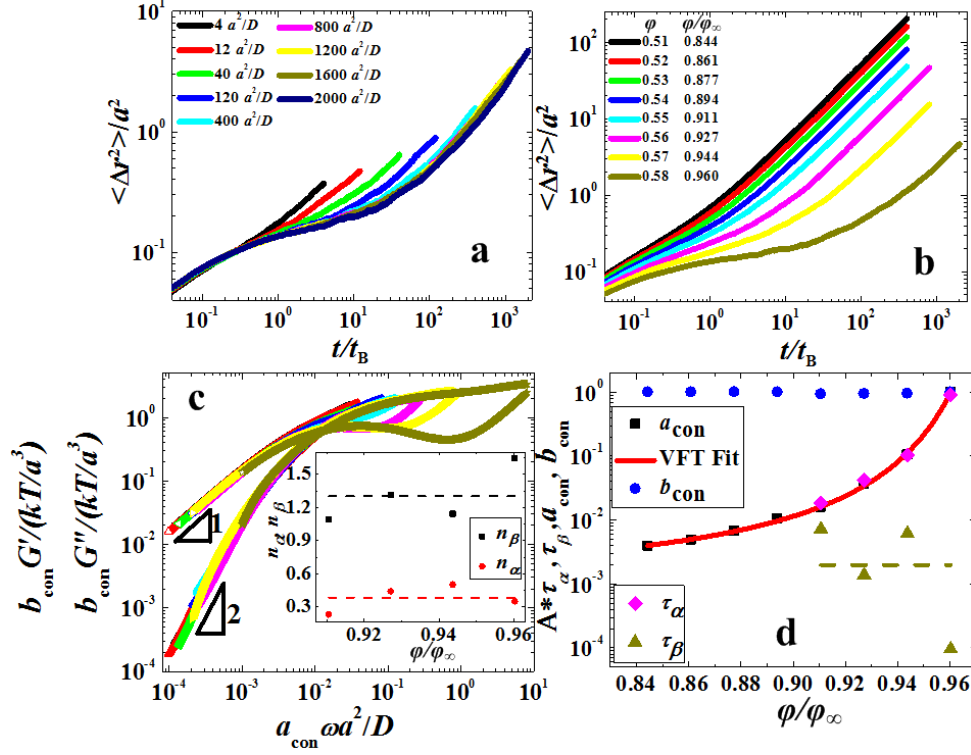 <Δr²>/a²
10¹
10⁰
10⁻¹
4 a²/D
12 a²/D
40 a²/D
120 a²/D
400 a²/D
800 a²/D
1200 a²/D
1600 a²/D
2000 a²/D
a
10⁻¹ 10⁰ 10¹ 10² 10³
t/t_B
<Δr²>/a²
10²
10¹
10⁰
10⁻¹
φ φ/φ∞
0.51 0.844
0.52 0.861
0.53 0.877
0.54 0.894
0.55 0.911
0.56 0.927
0.57 0.944
0.58 0.960
b
10⁻¹ 10⁰ 10¹ 10² 10³
t/t_B
b_con G'/(kT/a³)
b_con G''/(kT/a³)
10⁰
10⁻¹
10⁻²
10⁻³
10⁻⁴
c
1
2
n_α n_β
1.5
1.2
0.9
0.6
0.3
n_β
n_α
0.92 0.94 0.96
φ/φ∞
10⁻⁴ 10⁻³ 10⁻² 10⁻¹ 10⁰ 10¹
a_con ωa²/D
A*τ_α, τ_β, a_con, b_con
10⁰
10⁻¹
10⁻²
10⁻³
10⁻⁴
a_con
VFT Fit
b_con
τ_α
τ_β
d
0.84 0.86 0.88 0.90 0.92 0.94 0.96
φ/φ∞